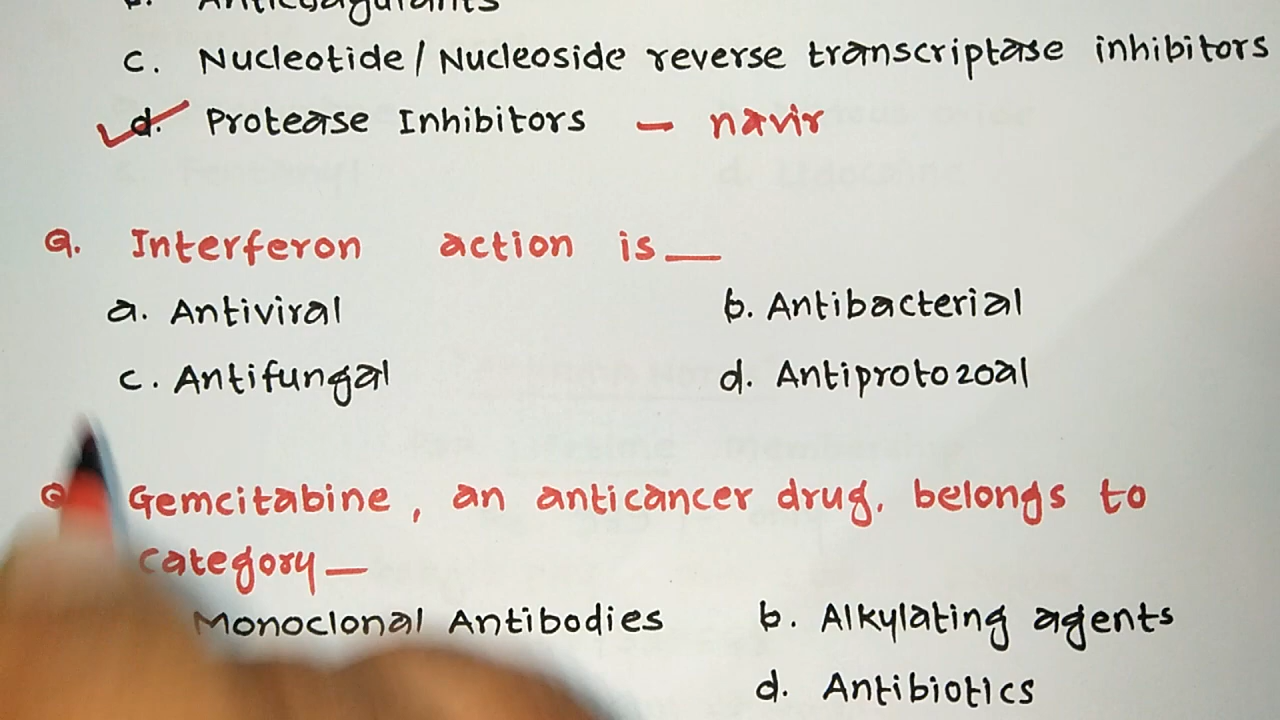 Anticoagulants
c. Nucleotide / Nucleoside reverse transcriptase inhibitors
d. Protease Inhibitors — navir
Q. Interferon action is __
a. Antiviral b. Antibacterial
c. Antifungal d. Antiprotozoal
Q Gemcitabine, an anticancer drug, belongs to
category —
Monoclonal Antibodies b. Alkylating agents
d. Antibiotics